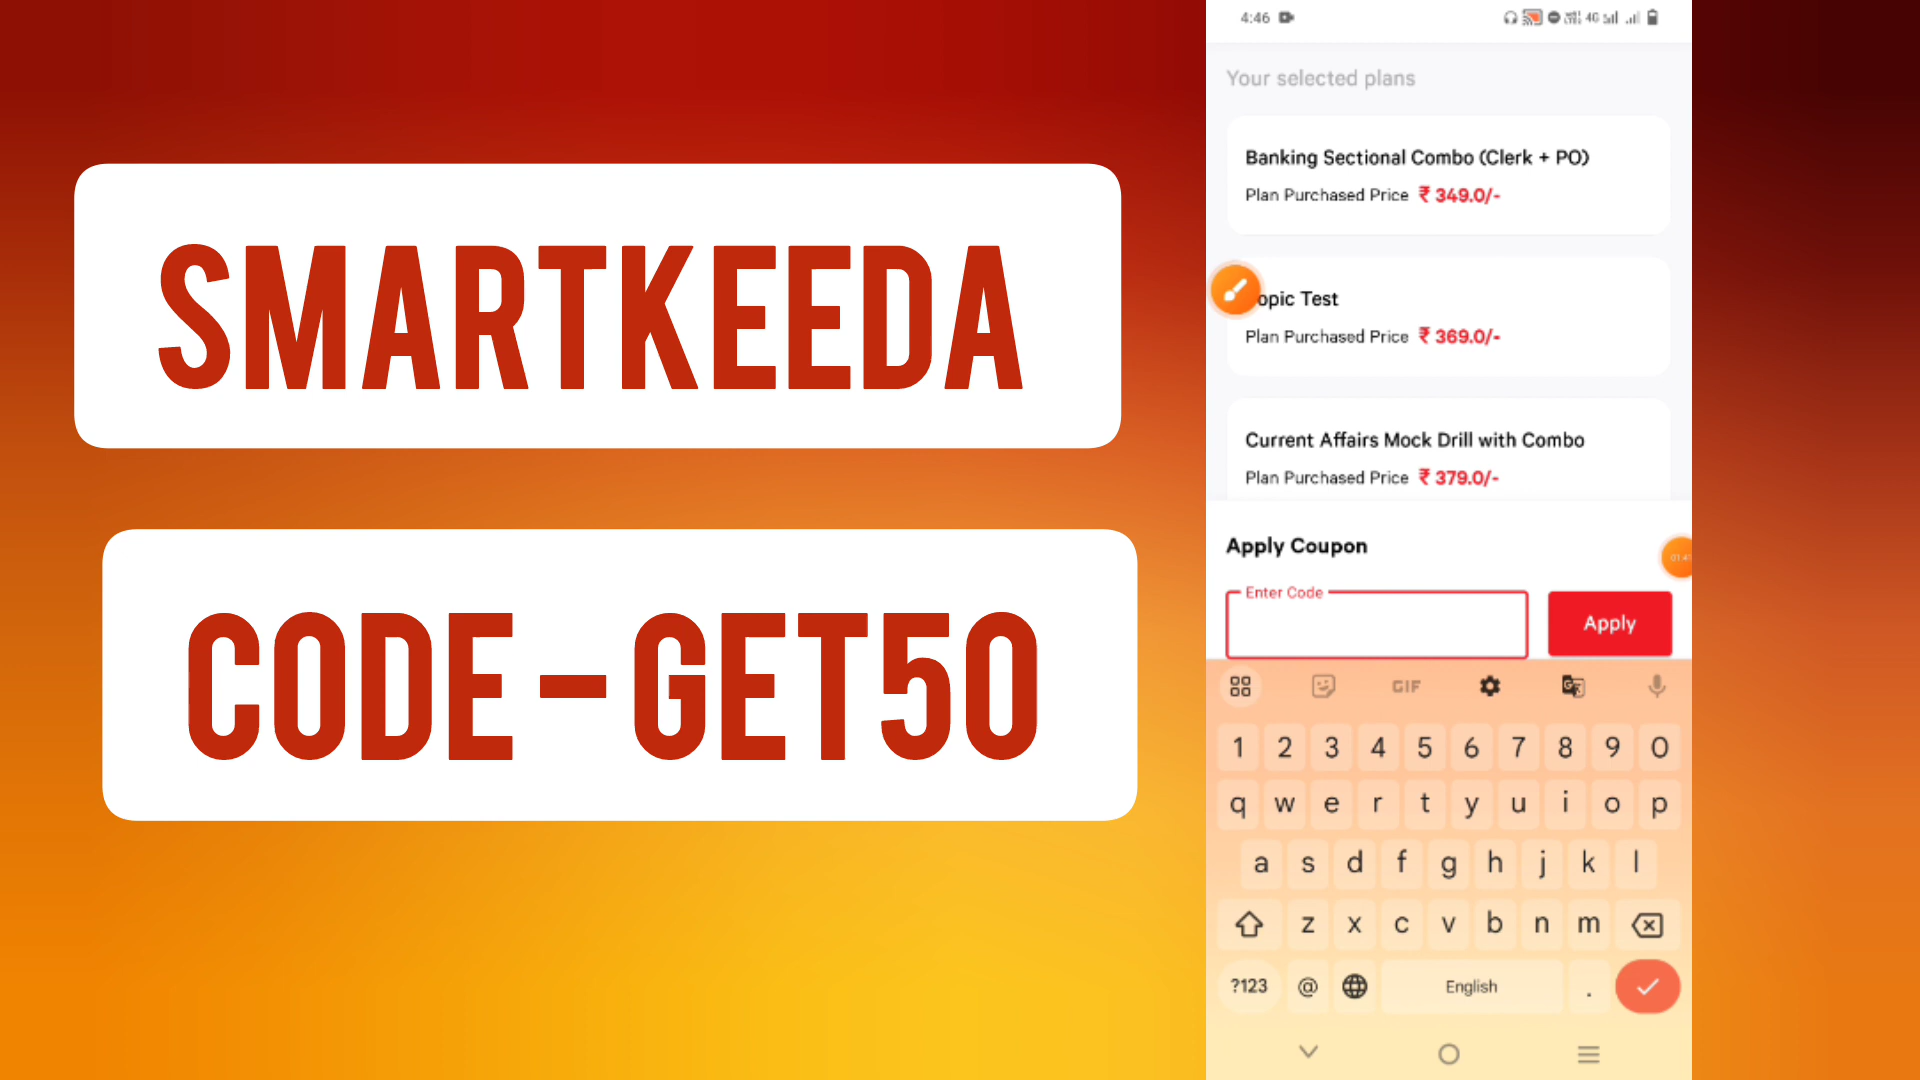 SMARTKEEDA
CODE - GET50
4:46
4G
Your selected plans
Banking Sectional Combo (Clerk + PO)
Plan Purchased Price ₹ 349.0/-
opic Test
Plan Purchased Price ₹ 369.0/-
Current Affairs Mock Drill with Combo
Plan Purchased Price ₹ 379.0/-
Apply Coupon
Enter Code
Apply
GIF
1 2 3 4 5 6 7 8 9 0
q w e r t y u i o p
a s d f g h j k l
z x c v b n m
?123 @ English .